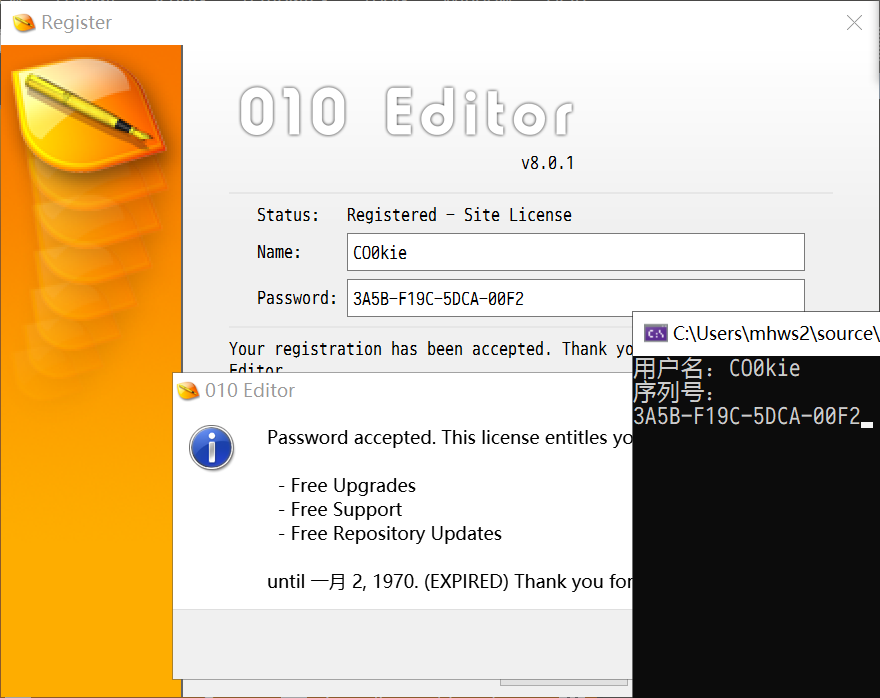 Register
010 Editor
v8.0.1
Status: Registered - Site License
Name: CO0kie
Password: 3A5B-F19C-5DCA-00F2
Your registration has been accepted. Thank
Editor
010 Editor
Password accepted. This license entitles
- Free Upgrades
- Free Support
- Free Repository Updates
until 一月 2, 1970. (EXPIRED) Thank you for
C:\Users\mhws2\source\
用户名: CO0kie
序列号:
3A5B-F19C-5DCA-00F2